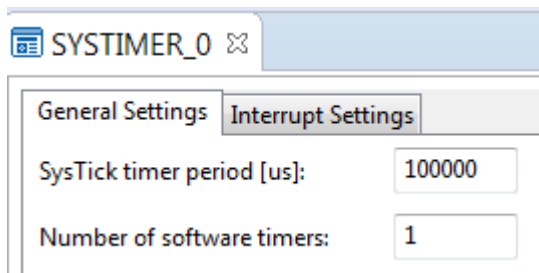 SYSTIMER_0
General Settings Interrupt Settings
SysTick timer period [us]: 100000
Number of software timers: 1